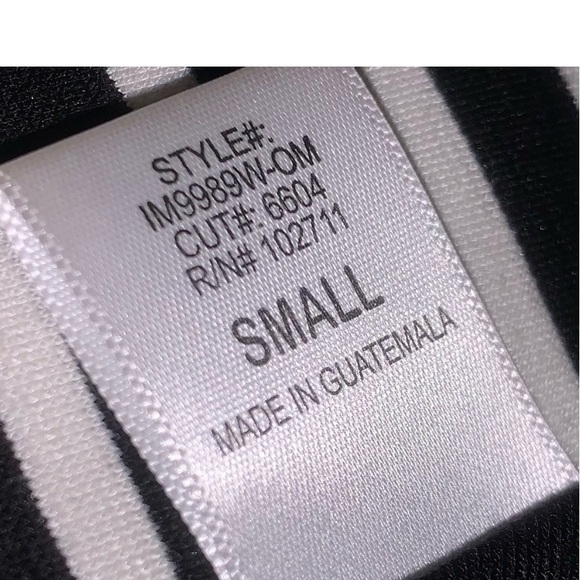 STYLE#:
IM9989W-OM
CUT#: 6604
R/N# 102711
SMALL
MADE IN GUATEMALA